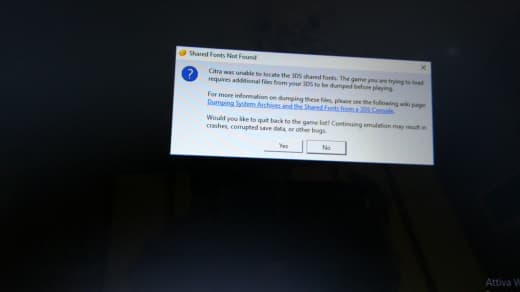 Shared Fonts Not Found
Citra was unable to locate the 3DS shared fonts. The game you are trying to load
requires additional files from your 3DS to be dumped before playing.
For more information on dumping these files, please see the following wiki page:
Dumping System Archives and the Shared Fonts from a 3DS Console.
Would you like to quit back to the game list? Continuing emulation may result in
crashes, corrupted save data, or other bugs.
Yes
No
Attiva